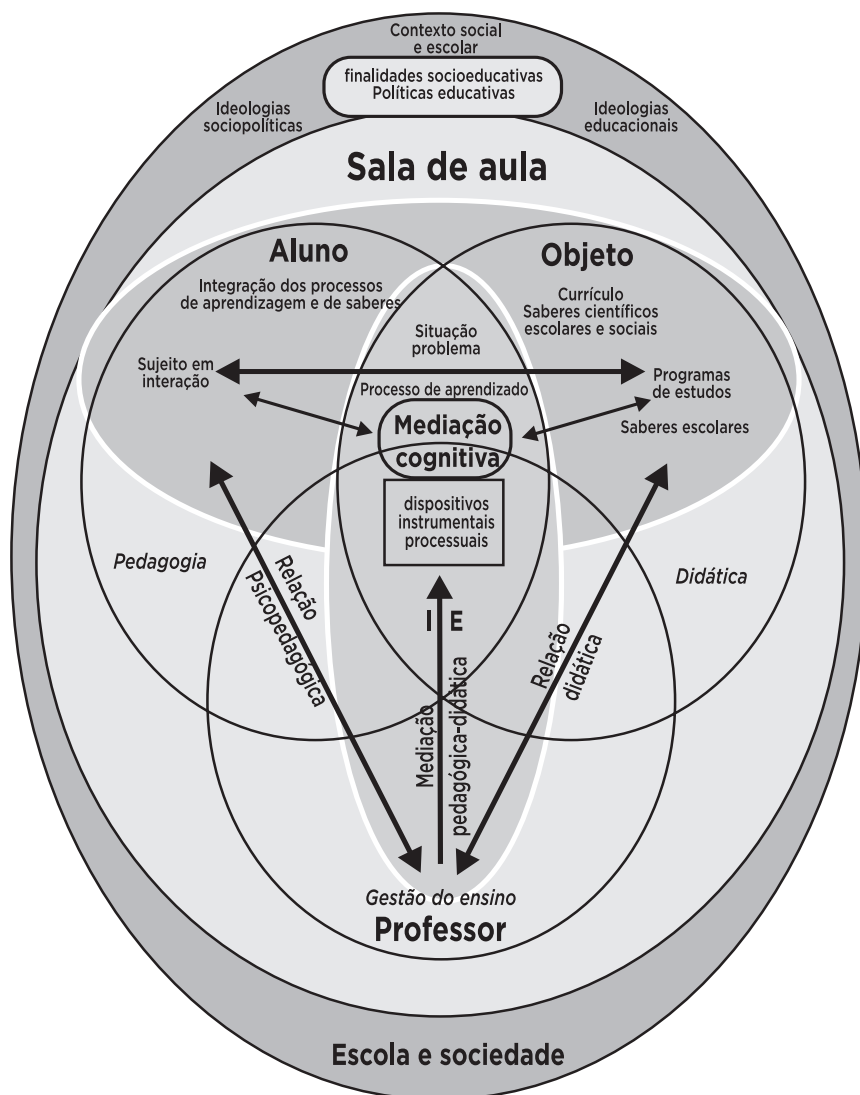 Contexto social
e escolar
finalidades socioeducativas
Políticas educativas
Ideologias
sociopolíticas
Ideologias
educacionais
Sala de aula
Aluno
Integração dos processos
de aprendizagem e de saberes
Objeto
Currículo
Saberes científicos
escolares e sociais
Situação
problema
Sujeito em
interação
Processo de aprendizado
Programas
de estudos
Saberes escolares
Mediação
cognitiva
dispositivos
instrumentais
processuais
Pedagogia
Didática
Relação
Psicopedagógica
I E
Mediação
pedagógica-didática
Relação
didática
Gestão do ensino
Professor
Escola e sociedade